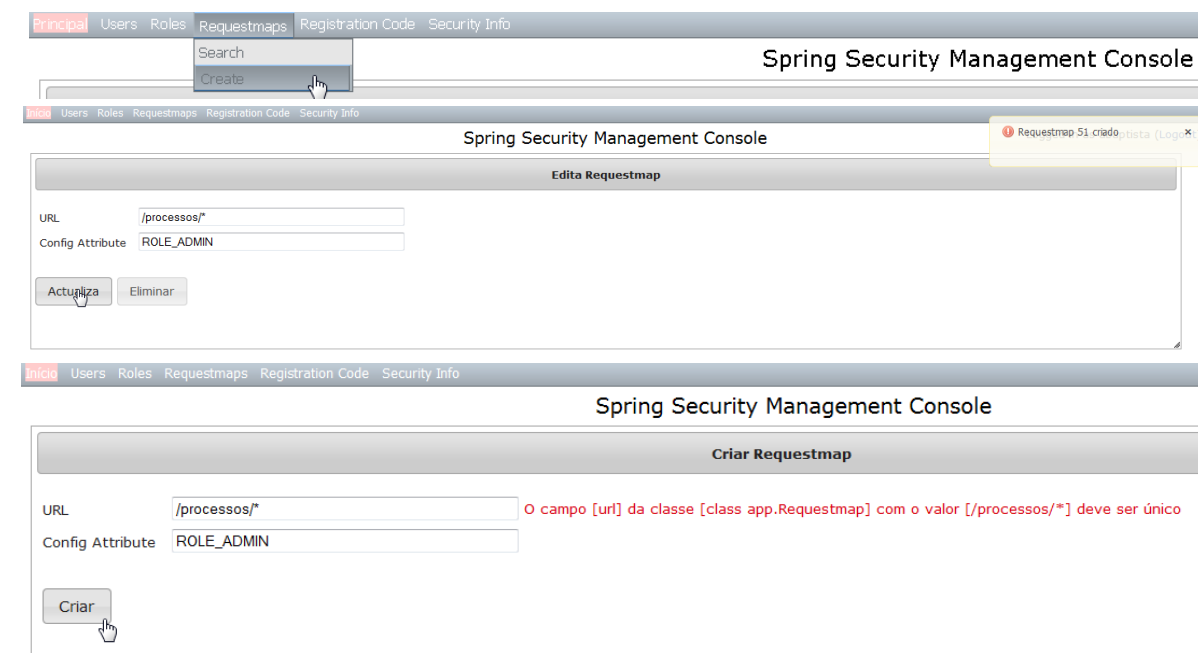 Principal Users Roles Requestmaps Registration Code Security Info
Search
Create
Spring Security Management Console
Início Users Roles Requestmaps Registration Code Security Info
Spring Security Management Console
Requestmap 51 criado ×
Edita Requestmap
URL /processos/*
Config Attribute ROLE_ADMIN
Actualiza Eliminar
Início Users Roles Requestmaps Registration Code Security Info
Spring Security Management Console
Criar Requestmap
URL /processos/* O campo [url] da classe [class app.Requestmap] com o valor [/processos/*] deve ser único
Config Attribute ROLE_ADMIN
Criar